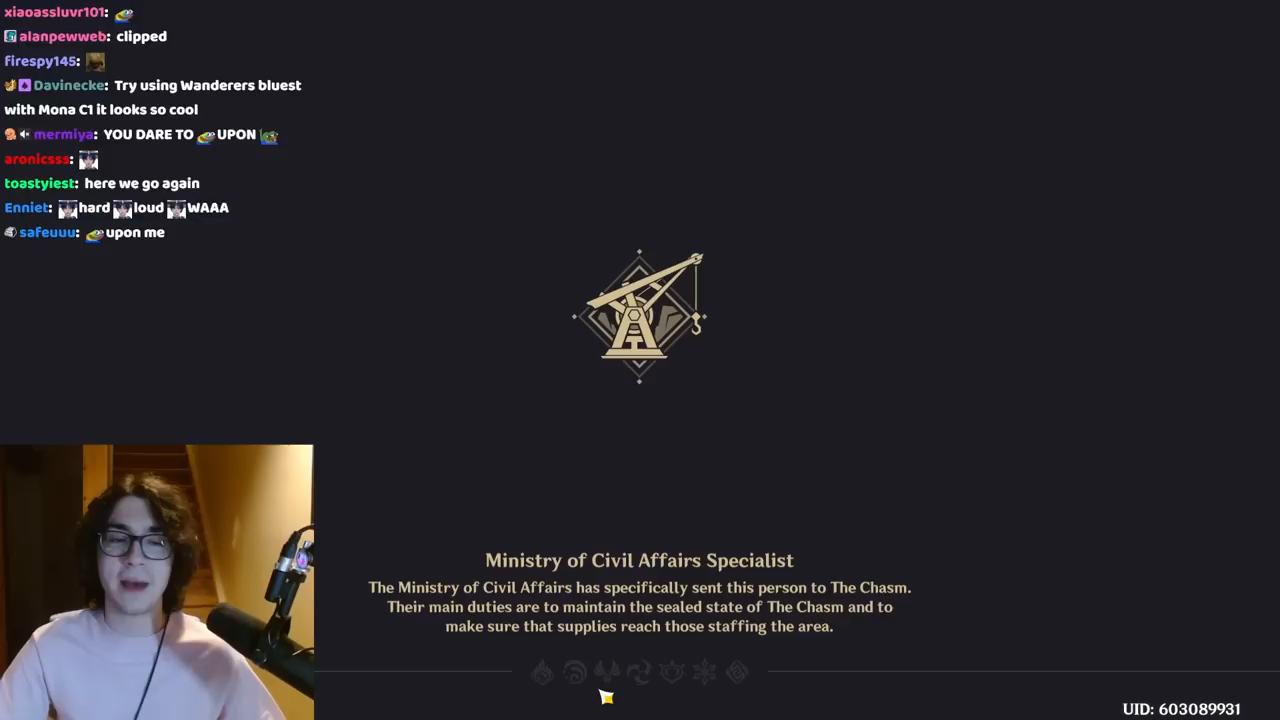 xiaoassluvr101:
alanpewweb: clipped
firespy145:
Davinecke: Try using Wanderers bluest
with Mona C1 it looks so cool
mermiya: YOU DARE TO UPON
aronicsss:
toastyiest: here we go again
Enniet: hard loud WAAA
safeuuu: upon me
Ministry of Civil Affairs Specialist
The Ministry of Civil Affairs has specifically sent this person to The Chasm.
Their main duties are to maintain the sealed state of The Chasm and to
make sure that supplies reach those staffing the area.
UID: 603089931